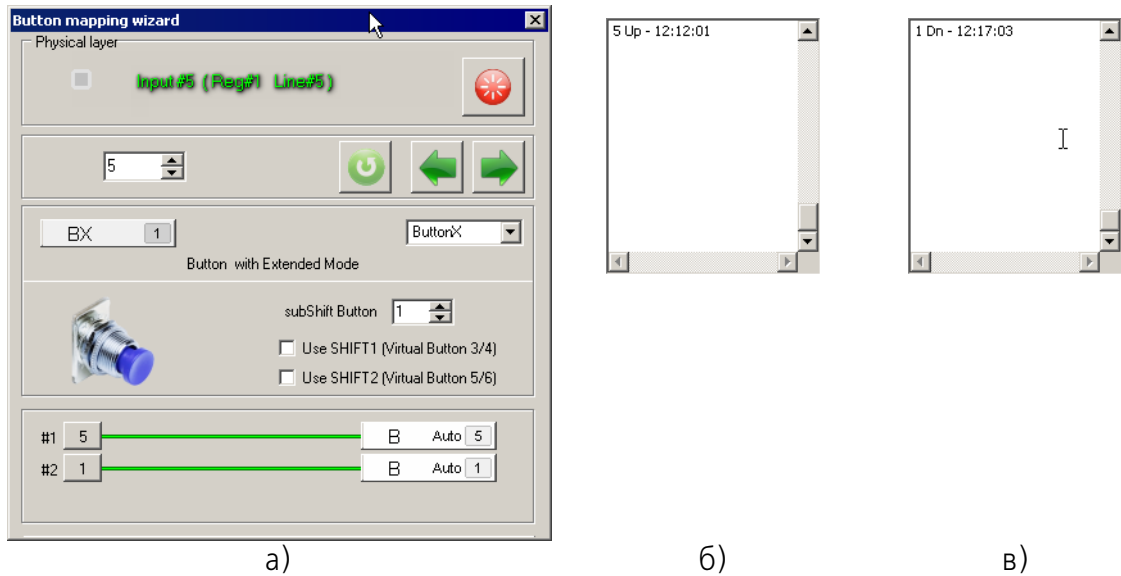 Button mapping wizard
Physical layer
Input #5 (Reg#1 Line#5)
5
BX 1
ButtonX
Button with Extended Mode
subShift Button 1
Use SHIFT1 (Virtual Button 3/4)
Use SHIFT2 (Virtual Button 5/6)
#1 5 B Auto 5
#2 1 B Auto 1
а)
5 Up - 12:12:01
б)
1 Dn - 12:17:03
в)